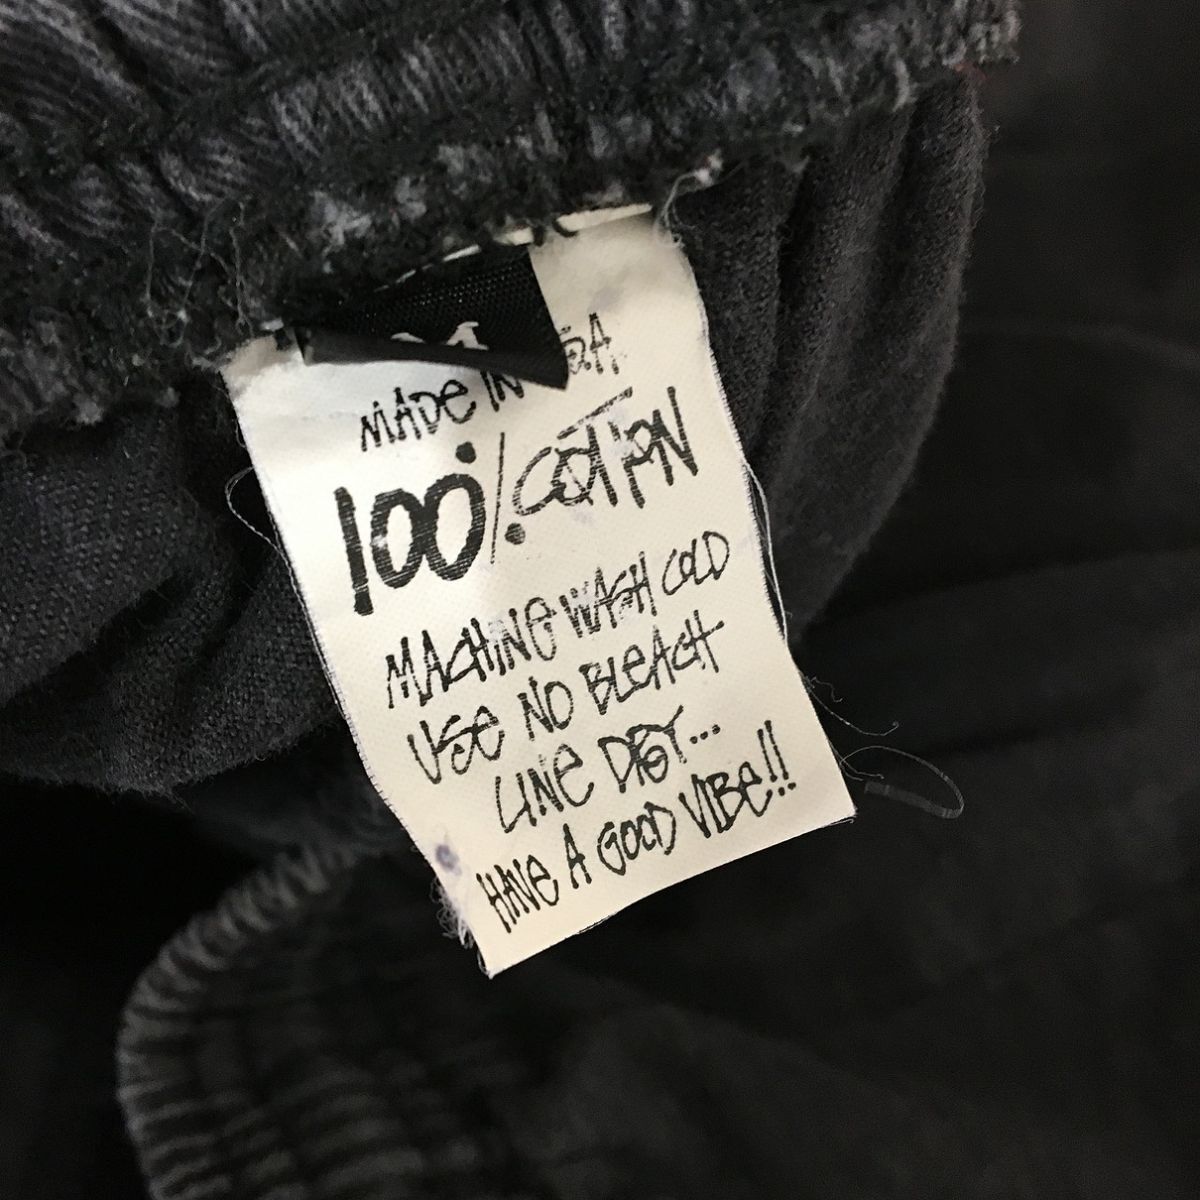 M
MADE IN USA
100% COTTON
MACHINE WASH COLD
USE NO BLEACH
LINE DRY...
HAVE A GOOD VIBE!!